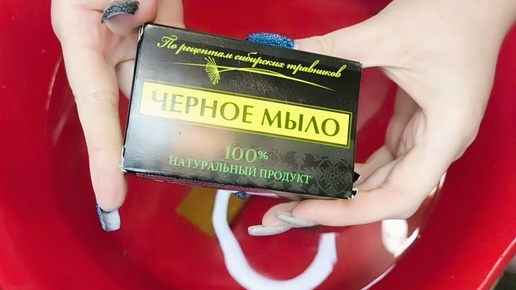 По рецептам сибирских травников
ЧЕРНОЕ МЫЛО
100%
НАТУРАЛЬНЫЙ ПРОДУКТ